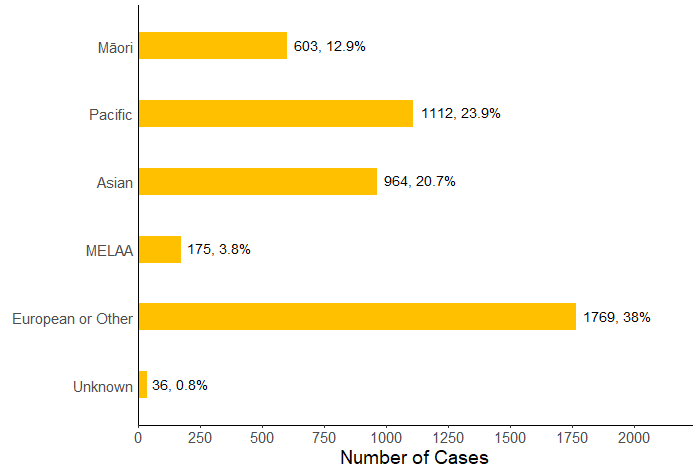 Māori 603, 12.9%
Pacific 1112, 23.9%
Asian 964, 20.7%
MELAA 175, 3.8%
European or Other 1769, 38%
Unknown 36, 0.8%
0 250 500 750 1000 1250 1500 1750 2000
Number of Cases